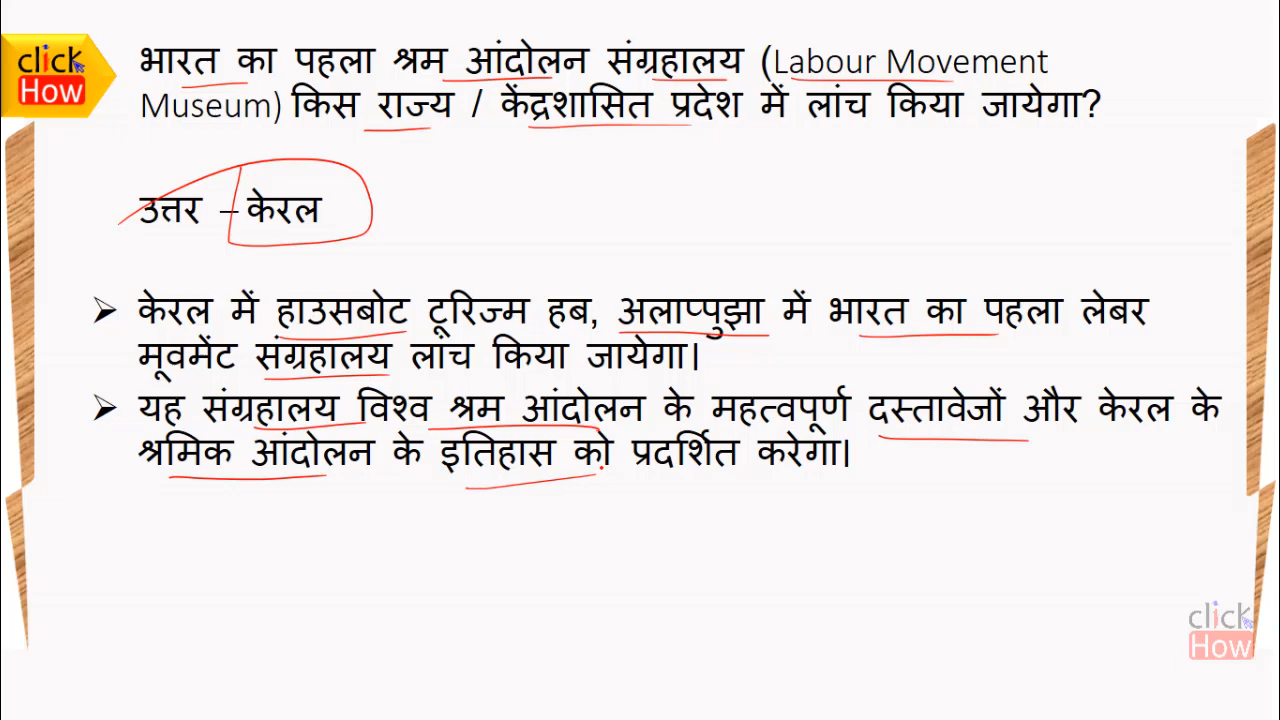 click
How
भारत का पहला श्रम आंदोलन संग्रहालय (Labour Movement
Museum) किस राज्य / केंद्रशासित प्रदेश में लांच किया जायेगा?
उत्तर – केरल
➢ केरल में हाउसबोट टूरिज्म हब, अलाप्पुझा में भारत का पहला लेबर
मूवमेंट संग्रहालय लांच किया जायेगा।
➢ यह संग्रहालय विश्व श्रम आंदोलन के महत्वपूर्ण दस्तावेजों और केरल के
श्रमिक आंदोलन के इतिहास को प्रदर्शित करेगा।
click
How